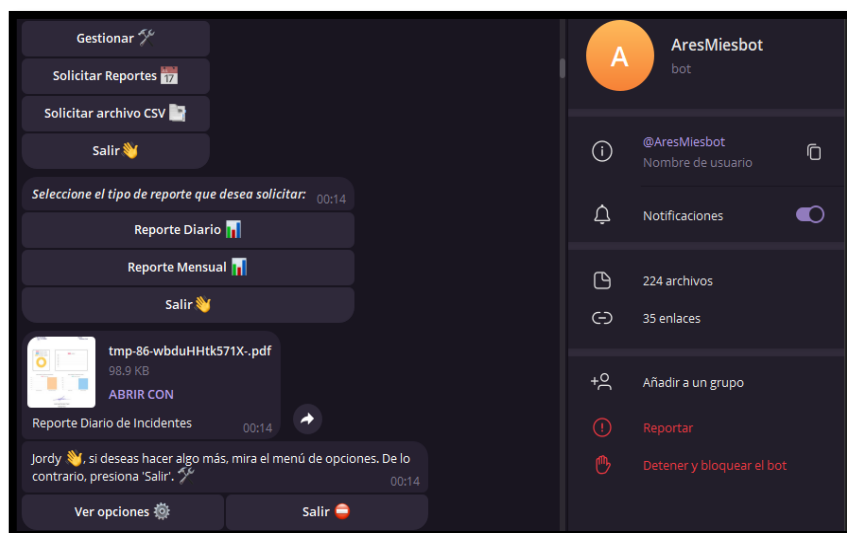 Gestionar 🛠
Solicitar Reportes 📅
Solicitar archivo CSV 📝
Salir 👋
Seleccione el tipo de reporte que desea solicitar: 00:14
Reporte Diario 📊
Reporte Mensual 📊
Salir 👋
tmp-86-wbduHHtk571X-.pdf
98.9 KB
ABRIR CON
Reporte Diario de Incidentes 00:14
Jordy 👋, si deseas hacer algo más, mira el menú de opciones. De lo
contrario, presiona 'Salir'. 🛠
00:14
Ver opciones ⚙️ Salir ⛔
A
AresMiesbot
bot
@AresMiesbot
Nombre de usuario
Notificaciones
224 archivos
35 enlaces
Añadir a un grupo
Reportar
Detener y bloquear el bot